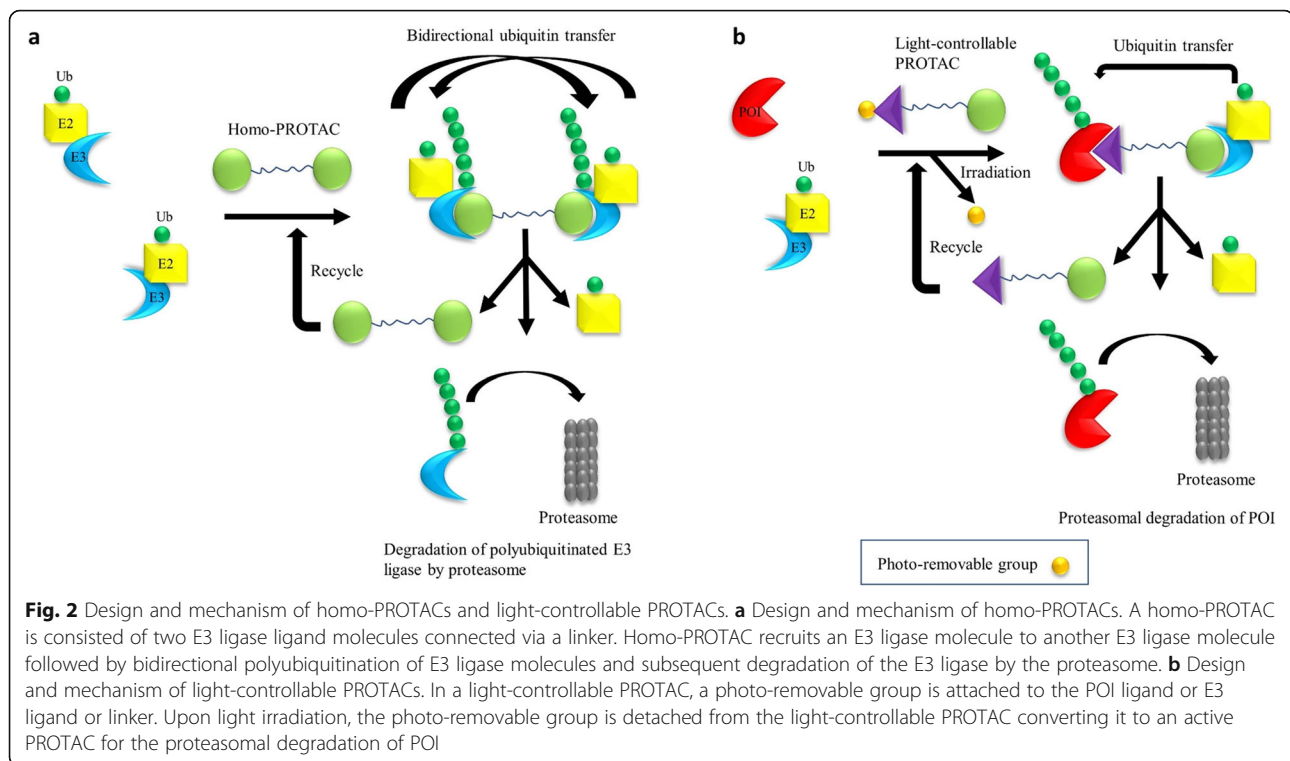 a
Bidirectional ubiquitin transfer
Ub
E2
E3
Homo-PROTAC
Ub
E2
E3
Recycle
Proteasome
Degradation of polyubiquitinated E3
ligase by proteasome
b
Light-controllable
PROTAC
Ubiquitin transfer
POI
Irradiation
Ub
E2
E3
Recycle
Proteasome
Proteasomal degradation of POI
Photo-removable group
Fig. 2 Design and mechanism of homo-PROTACs and light-controllable PROTACs. a Design and mechanism of homo-PROTACs. A homo-PROTAC
is consisted of two E3 ligase ligand molecules connected via a linker. Homo-PROTAC recruits an E3 ligase molecule to another E3 ligase molecule
followed by bidirectional polyubiquitination of E3 ligase molecules and subsequent degradation of the E3 ligase by the proteasome. b Design
and mechanism of light-controllable PROTACs. In a light-controllable PROTAC, a photo-removable group is attached to the POI ligand or E3
ligand or linker. Upon light irradiation, the photo-removable group is detached from the light-controllable PROTAC converting it to an active
PROTAC for the proteasomal degradation of POI